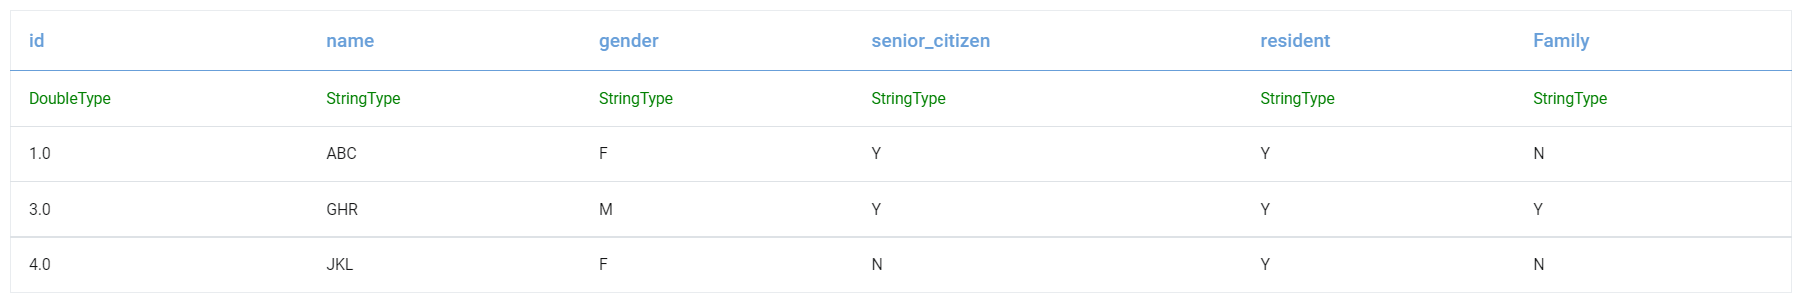 id name gender senior_citizen resident Family
DoubleType StringType StringType StringType StringType StringType
1.0 ABC F Y Y N
3.0 GHR M Y Y Y
4.0 JKL F N Y N